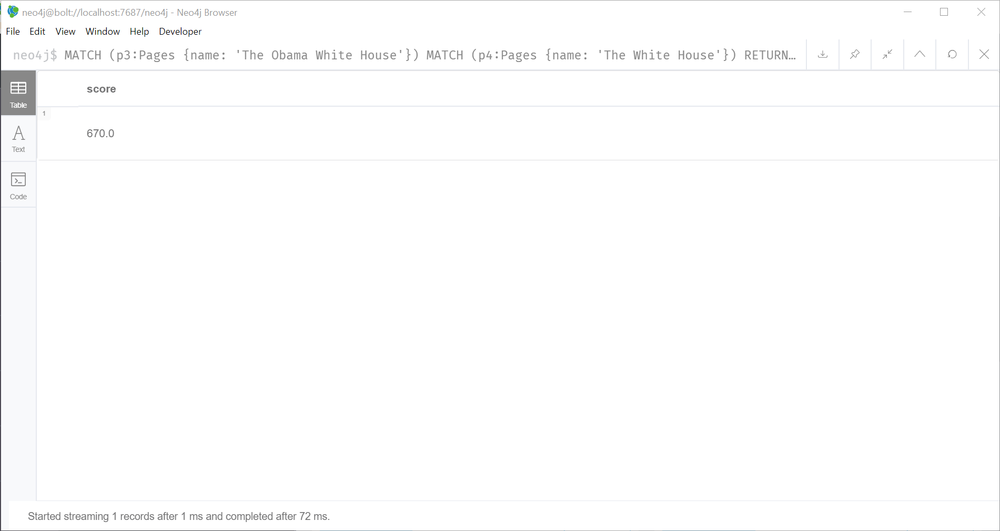 neo4j@bolt://localhost:7687/neo4j - Neo4j Browser
File Edit View Window Help Developer
neo4j$ MATCH (p3:Pages {name: 'The Obama White House'}) MATCH (p4:Pages {name: 'The White House'}) RETURN…
score
Table
1
670.0
Text
Code
Started streaming 1 records after 1 ms and completed after 72 ms.